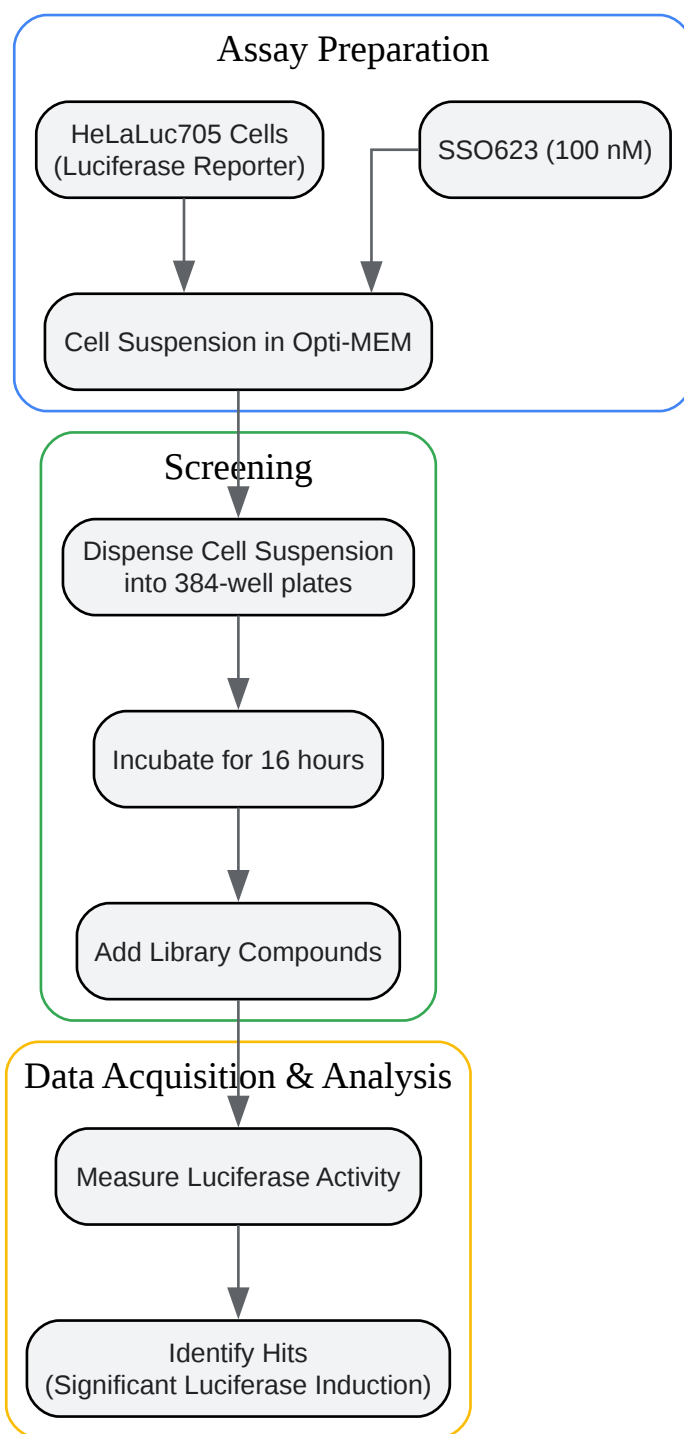 Assay Preparation
HeLaLuc705 Cells
(Luciferase Reporter)
SSO623 (100 nM)
Cell Suspension in Opti-MEM
Screening
Dispense Cell Suspension
into 384-well plates
Incubate for 16 hours
Add Library Compounds
Data Acquisition & Analysis
Measure Luciferase Activity
Identify Hits
(Significant Luciferase Induction)